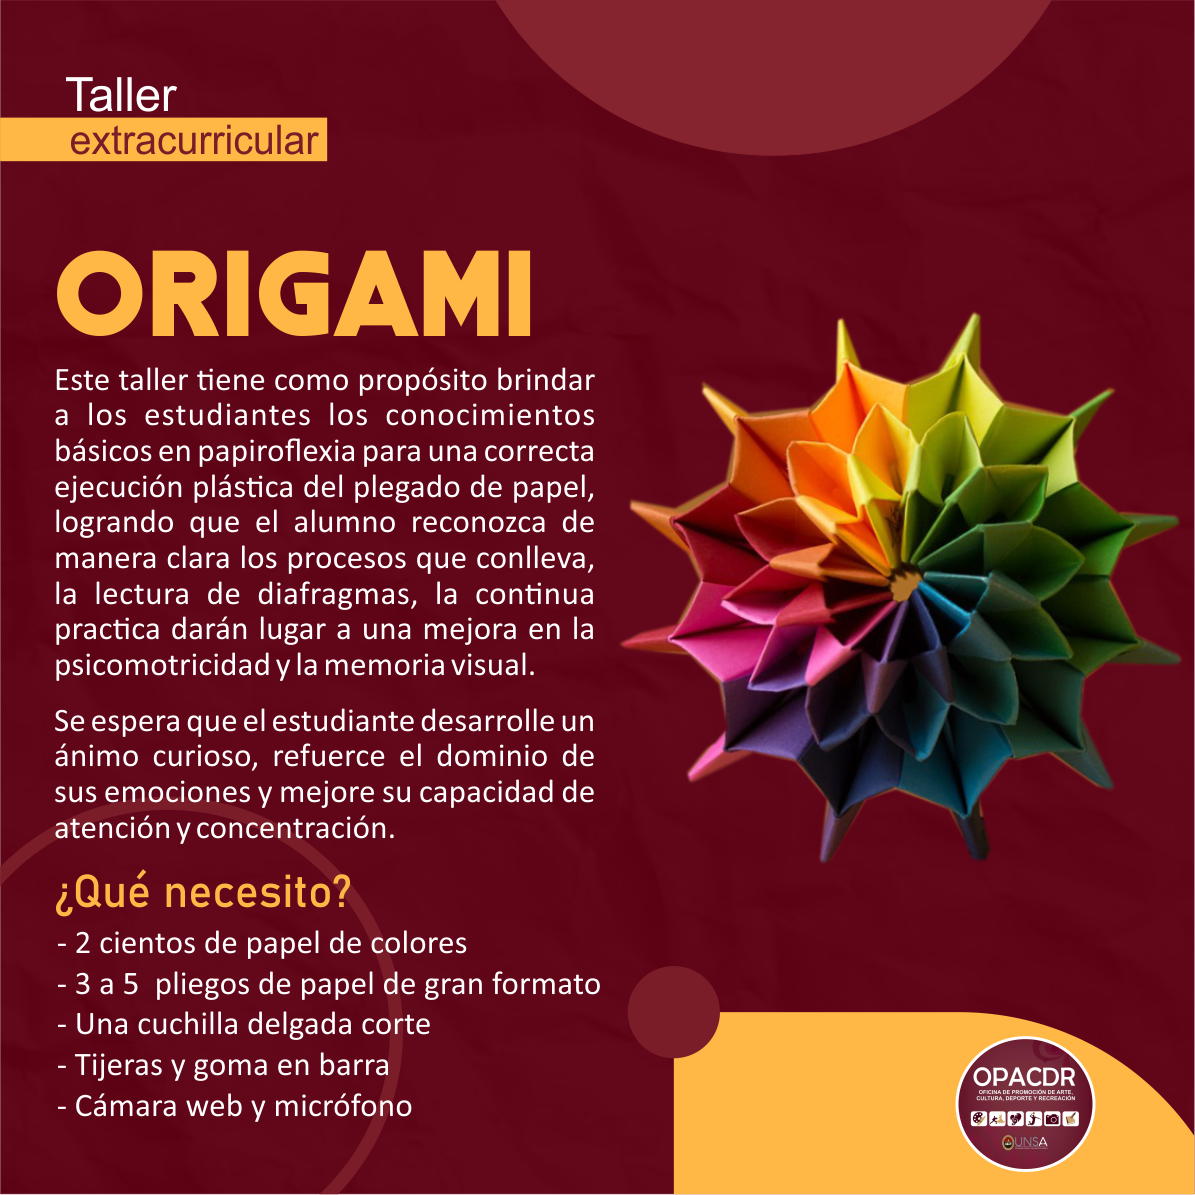 Taller
extracurricular
ORIGAMI
Este taller tiene como propósito brindar
a los estudiantes los conocimientos
básicos en papiroflexia para una correcta
ejecución plástica del plegado de papel,
logrando que el alumno reconozca de
manera clara los procesos que conlleva,
la lectura de diafragmas, la continua
practica darán lugar a una mejora en la
psicomotricidad y la memoria visual.
Se espera que el estudiante desarrolle un
ánimo curioso, refuerce el dominio de
sus emociones y mejore su capacidad de
atención y concentración.
¿Qué necesito?
- 2 cientos de papel de colores
- 3 a 5 pliegos de papel de gran formato
- Una cuchilla delgada corte
- Tijeras y goma en barra
- Cámara web y micrófono
OPACDR
OFICINA DE PROMOCIÓN DE ARTE,
CULTURA, DEPORTE Y RECREACIÓN
UNSA